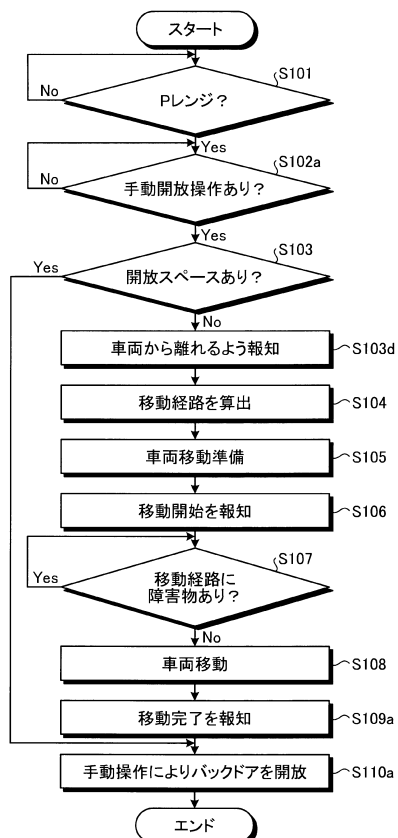 スタート
S101
Pレンジ？
No
Yes
S102a
手動開放操作あり？
No
Yes
S103
開放スペースあり？
Yes
No
車両から離れるよう報知
S103d
移動経路を算出
S104
車両移動準備
S105
移動開始を報知
S106
S107
移動経路に
障害物あり？
Yes
No
車両移動
S108
移動完了を報知
S109a
手動操作によりバックドアを開放
S110a
エンド